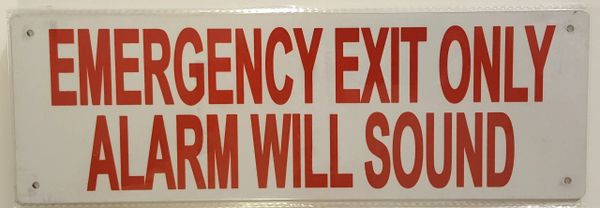 EMERGENCY EXIT ONLY
ALARM WILL SOUND